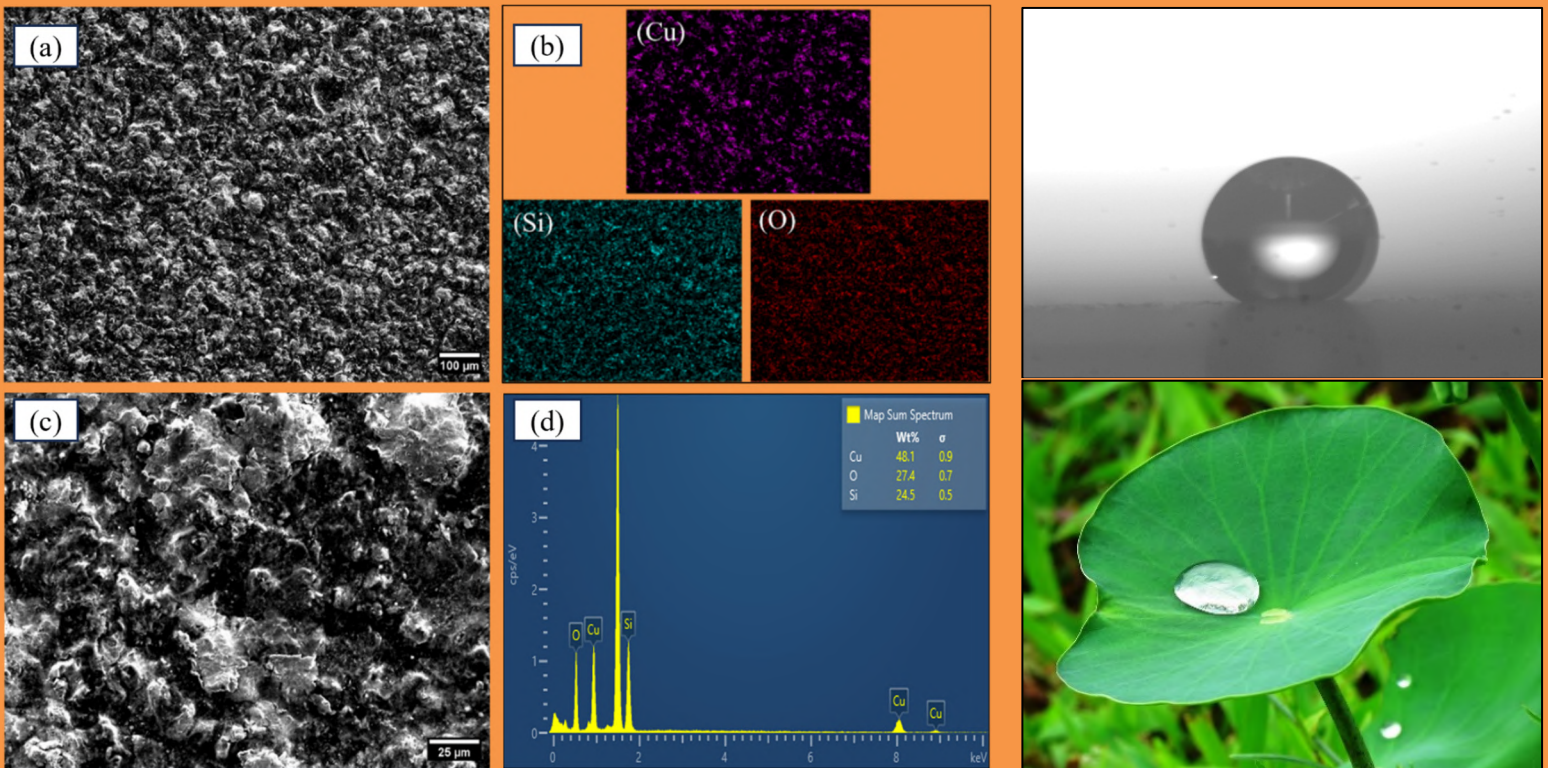 (a)
100 μm
(b)
(Cu)
(Si)
(O)
(c)
25 μm
(d)
Map Sum Spectrum
Wt% σ
Cu 48.1 0.9
O 27.4 0.7
Si 24.5 0.5
cps/eV
4
3
2
1
0
O
Cu
Si
Cu
Cu
0 2 4 6 8 keV